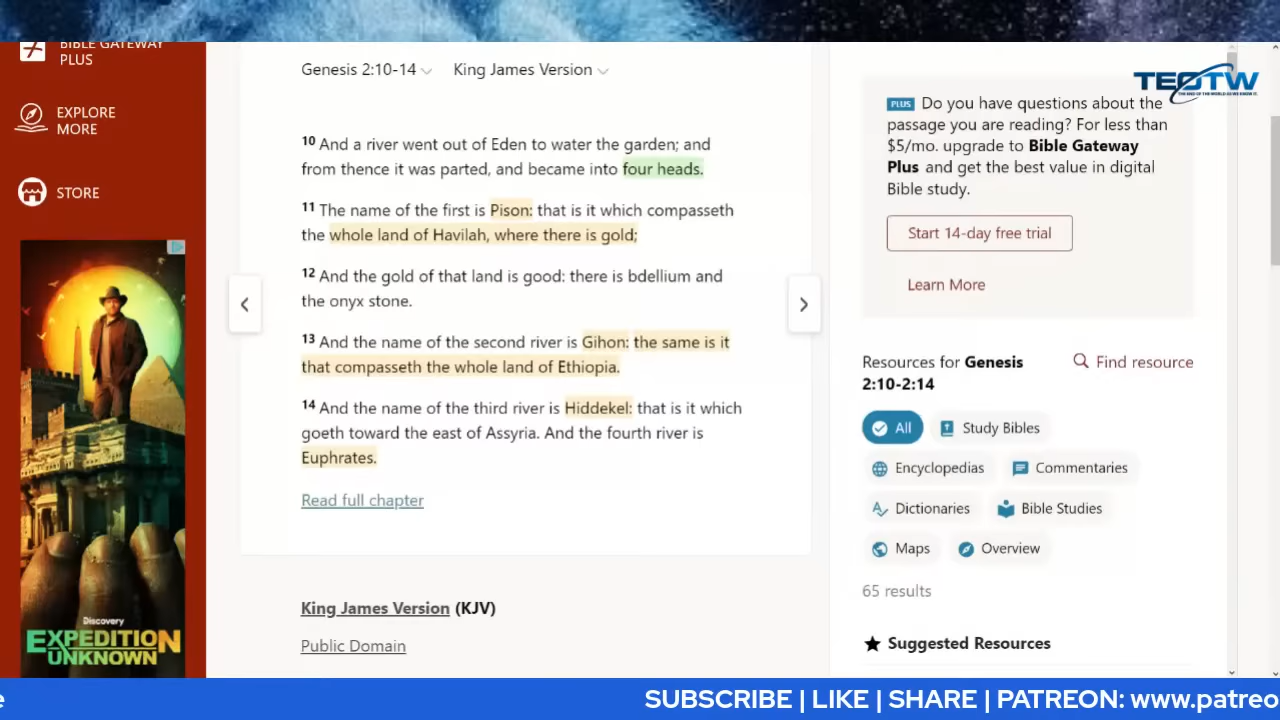 BIBLE GATEWAY
PLUS
EXPLORE
MORE
STORE
Discovery
EXPEDITION
UNKNOWN
Genesis 2:10-14 King James Version
10 And a river went out of Eden to water the garden; and
from thence it was parted, and became into four heads.
11 The name of the first is Pison: that is it which compasseth
the whole land of Havilah, where there is gold;
12 And the gold of that land is good: there is bdellium and
the onyx stone.
13 And the name of the second river is Gihon: the same is it
that compasseth the whole land of Ethiopia.
14 And the name of the third river is Hiddekel: that is it which
goeth toward the east of Assyria. And the fourth river is
Euphrates.
Read full chapter
King James Version (KJV)
Public Domain
TEOTW
THE END OF THE WORLD AS WE KNOW IT.
PLUS Do you have questions about the
passage you are reading? For less than
$5/mo. upgrade to Bible Gateway
Plus and get the best value in digital
Bible study.
Start 14-day free trial
Learn More
Resources for Genesis
2:10-2:14
Find resource
All
Study Bibles
Encyclopedias
Commentaries
Dictionaries
Bible Studies
Maps
Overview
65 results
Suggested Resources
e SUBSCRIBE | LIKE | SHARE | PATREON: www.patreo